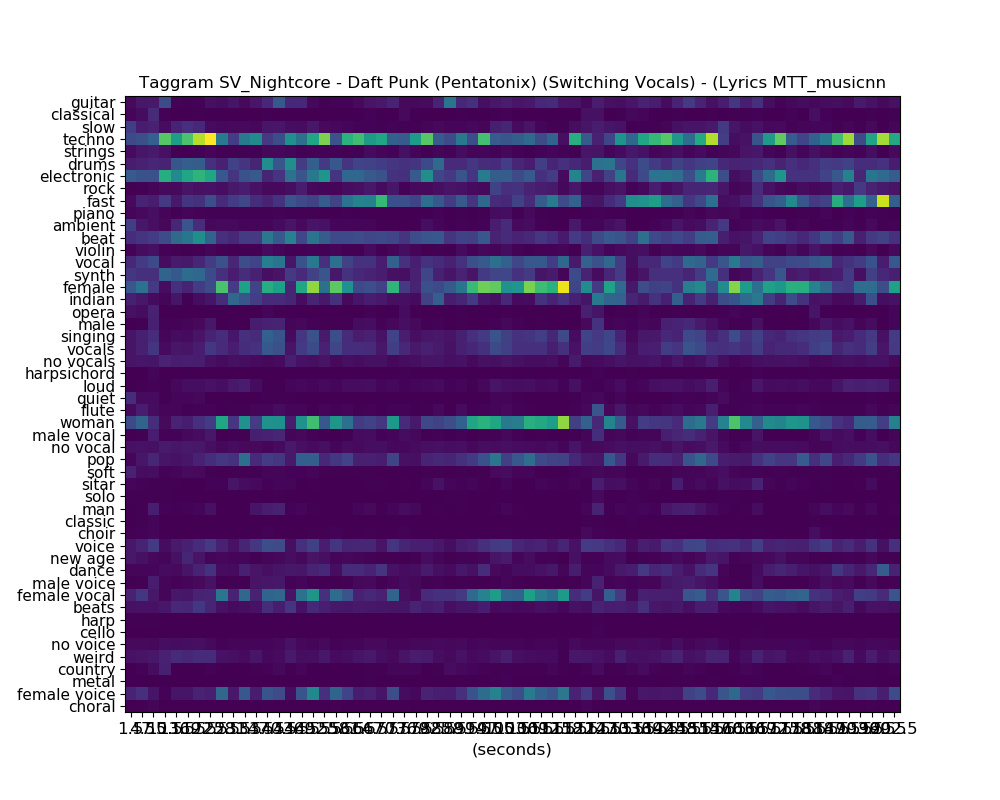 Taggram SV_Nightcore - Daft Punk (Pentatonix) (Switching Vocals) - (Lyrics MTT_musicnn
guitar
classical
slow
techno
strings
drums
electronic
rock
fast
piano
ambient
beat
violin
vocal
synth
female
indian
opera
male
singing
vocals
no vocals
harpsichord
loud
quiet
flute
woman
male vocal
no vocal
pop
soft
sitar
solo
man
classic
choir
voice
new age
dance
male voice
female vocal
beats
harp
cello
no voice
weird
country
metal
female voice
choral
(seconds)